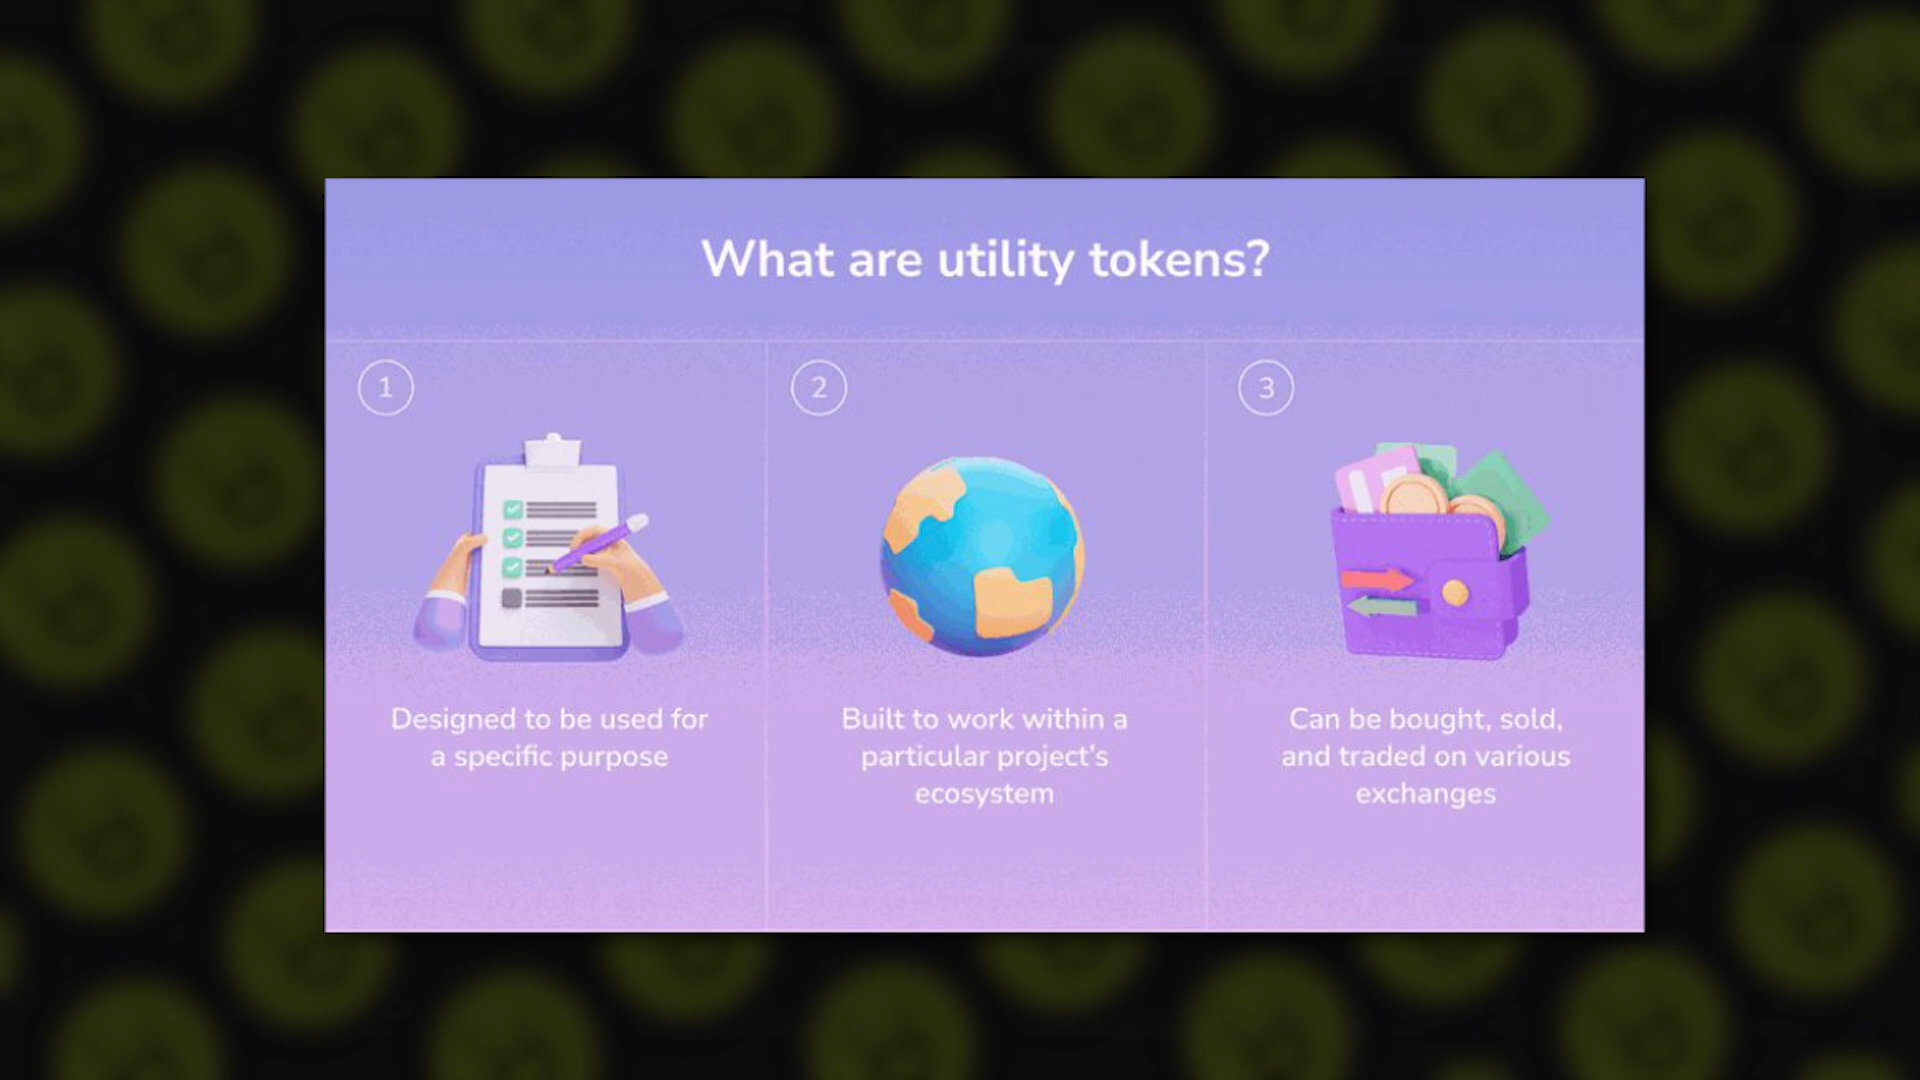 What are utility tokens?
1
Designed to be used for
a specific purpose
2
Built to work within a
particular project's
ecosystem
3
Can be bought, sold,
and traded on various
exchanges